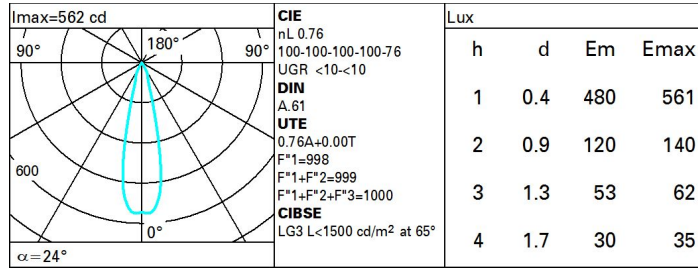 Imax=562 cd
90°
180°
90°
600
0°
α=24°
CIE
nL 0.76
100-100-100-100-76
UGR <10-<10
DIN
A.61
UTE
0.76A+0.00T
F"1=998
F"1+F"2=999
F"1+F"2+F"3=1000
CIBSE
LG3 L<1500 cd/m² at 65°
Lux
h d Em Emax
1 0.4 480 561
2 0.9 120 140
3 1.3 53 62
4 1.7 30 35